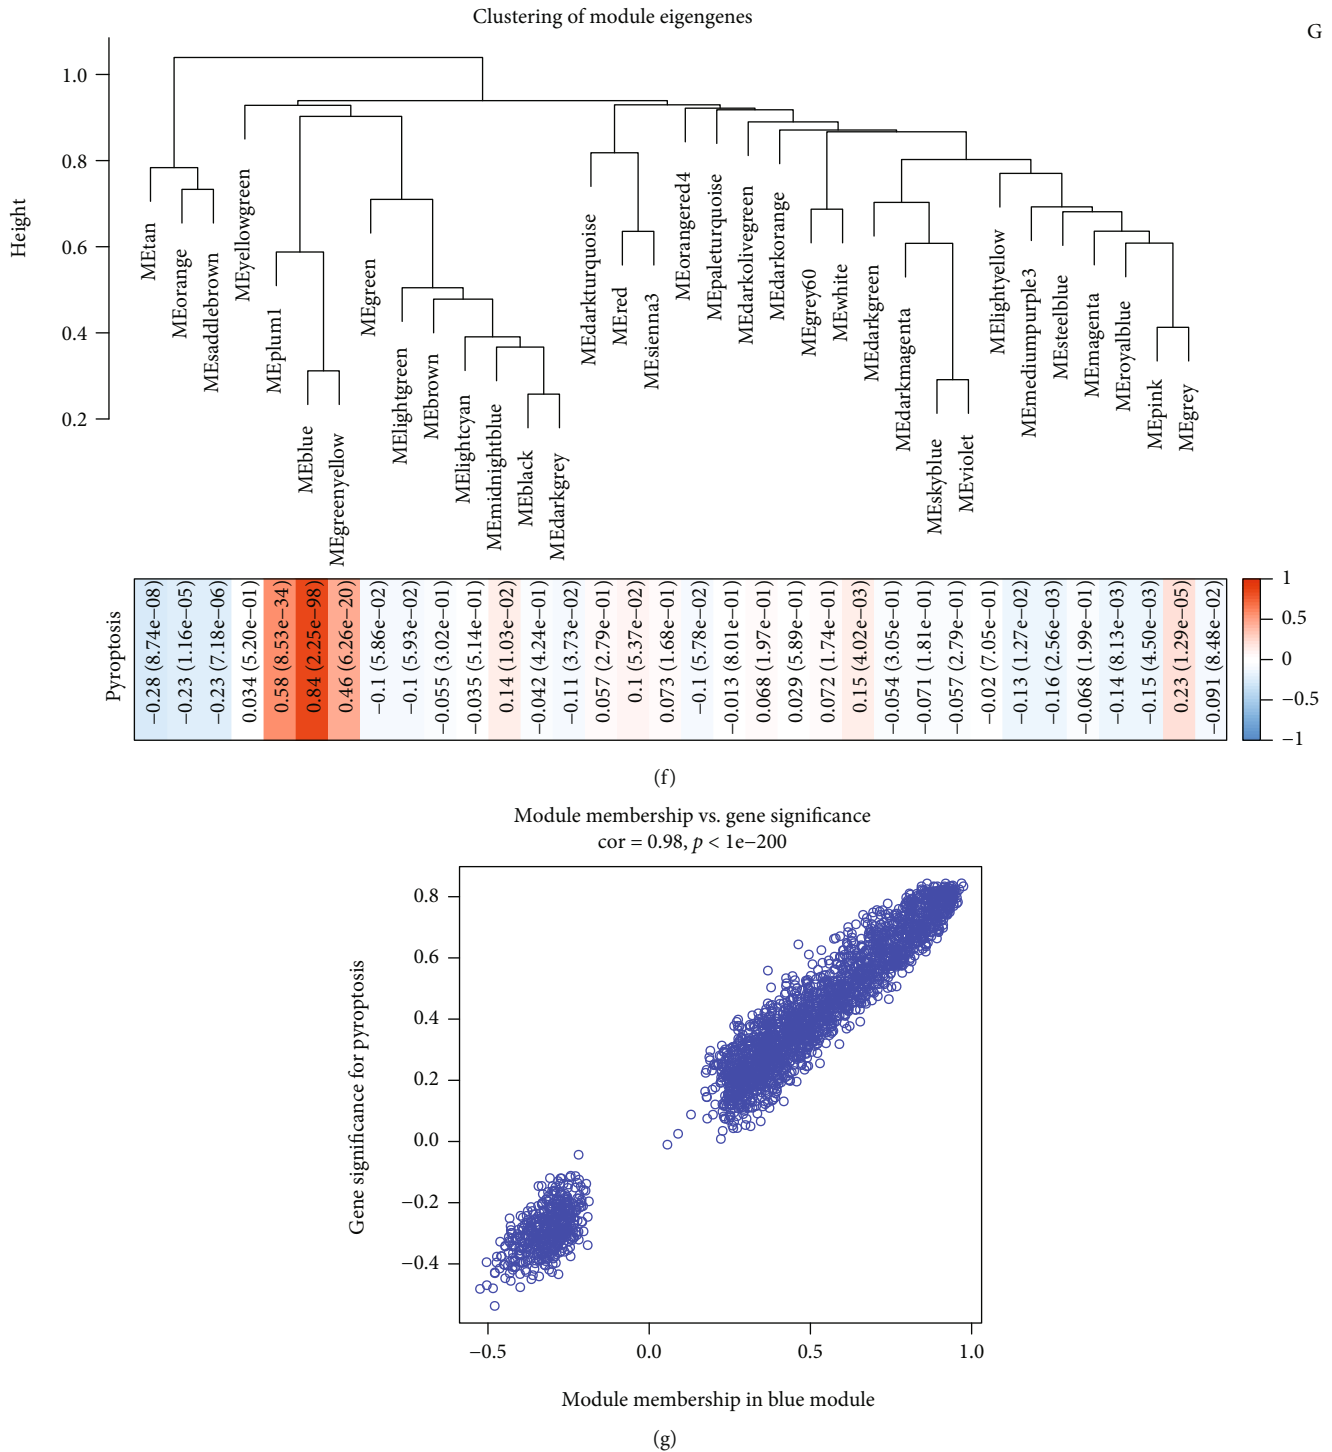 Clustering of module eigengenes
G
Height
1.0
0.8
0.6
0.4
0.2
MEtan
MEorange
MEsaddlebrown
MEyellowgreen
MEplum1
MEblue
MEgreenyellow
MEgreen
MElightgreen
MEbrown
MElightcyan
MEmidnightblue
MEblack
MEdarkgrey
MEdarkturquoise
MEred
MEsienna3
MEorangered4
MEpaleturquoise
MEdarkolivegreen
MEdarkorange
MEgrey60
MEwhite
MEdarkgreen
MEdarkmagenta
MEskyblue
MEviolet
MElightyellow
MEmediumpurple3
MEsteelblue
MEmagenta
MEroyalblue
MEpink
MEgrey
Pyroptosis
−0.28 (8.74e−08)
−0.23 (1.16e−05)
−0.23 (7.18e−06)
0.034 (5.20e−01)
0.58 (8.53e−34)
0.84 (2.25e−98)
0.46 (6.26e−20)
−0.1 (5.86e−02)
−0.1 (5.93e−02)
−0.055 (3.02e−01)
−0.035 (5.14e−01)
0.14 (1.03e−02)
−0.042 (4.24e−01)
−0.11 (3.73e−02)
0.057 (2.79e−01)
0.1 (5.37e−02)
0.073 (1.68e−01)
−0.1 (5.78e−02)
−0.013 (8.01e−01)
0.068 (1.97e−01)
0.029 (5.89e−01)
0.072 (1.74e−01)
0.15 (4.02e−03)
−0.054 (3.05e−01)
−0.071 (1.81e−01)
−0.057 (2.79e−01)
−0.02 (7.05e−01)
−0.13 (1.27e−02)
−0.16 (2.56e−03)
−0.068 (1.99e−01)
−0.14 (8.13e−03)
−0.15 (4.50e−03)
0.23 (1.29e−05)
−0.091 (8.48e−02)
1
0.5
0
−0.5
−1
(f)
Module membership vs. gene significance
cor = 0.98, p < 1e−200
Gene significance for pyroptosis
0.8
0.6
0.4
0.2
0.0
−0.2
−0.4
−0.5
0.0
0.5
1.0
Module membership in blue module
(g)